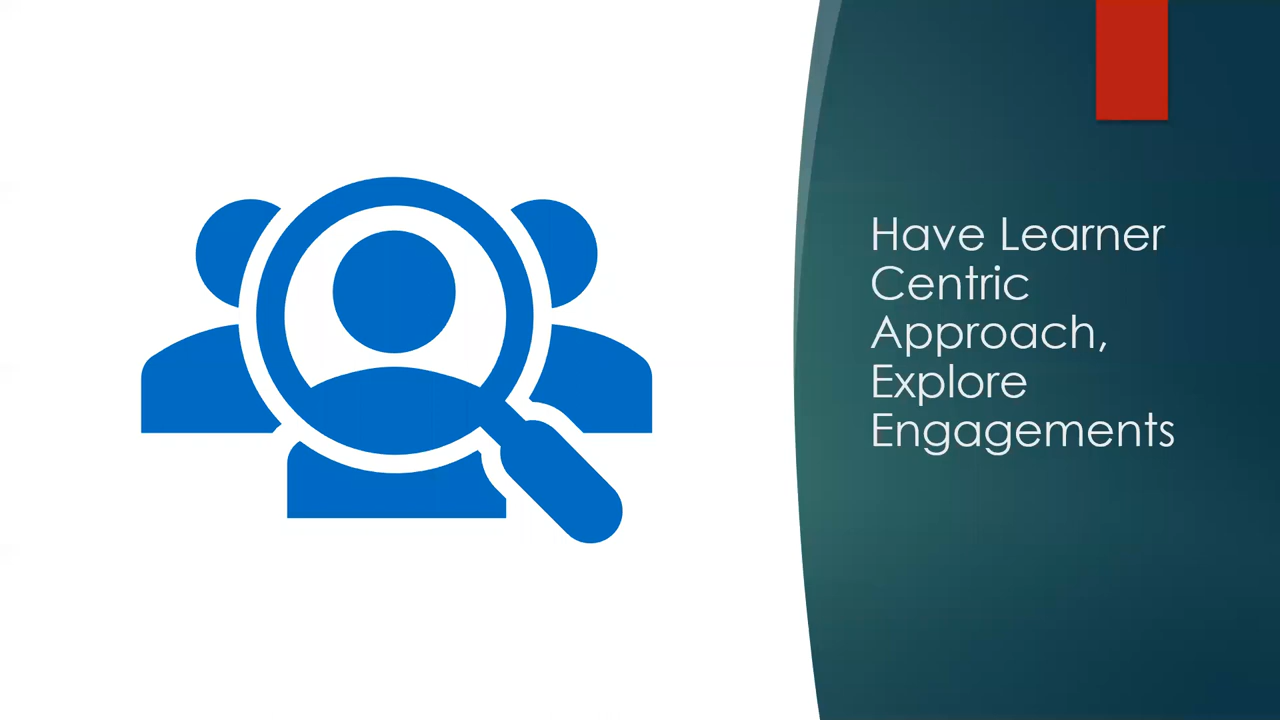 Have Learner
Centric
Approach,
Explore
Engagements